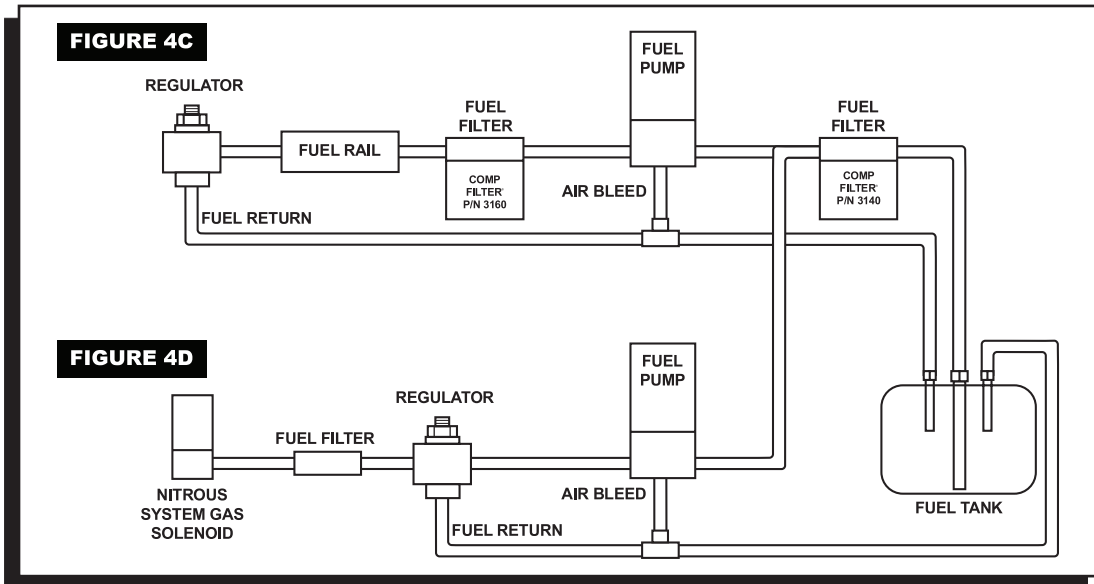 FIGURE 4C
REGULATOR
FUEL RAIL
FUEL
FILTER
COMP
FILTER
P/N 3160
FUEL
PUMP
AIR BLEED
FUEL
FILTER
COMP
FILTER
P/N 3140
FUEL RETURN
FIGURE 4D
NITROUS
SYSTEM GAS
SOLENOID
FUEL FILTER
REGULATOR
FUEL
PUMP
AIR BLEED
FUEL RETURN
FUEL TANK